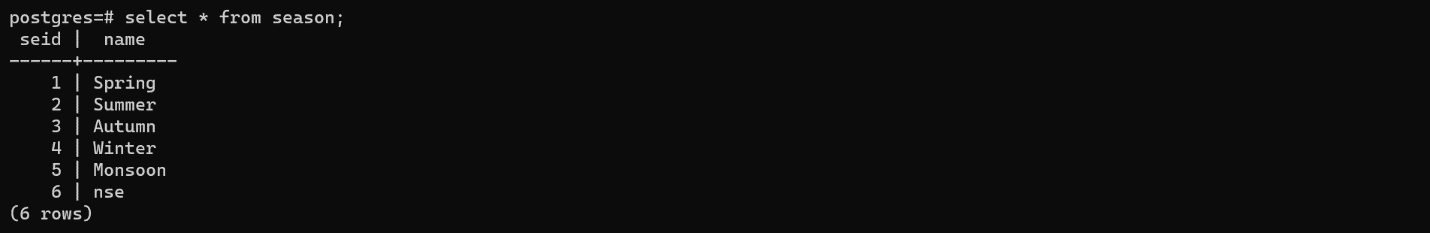 postgres=# select * from season;
 seid |  name
------+---------
    1 | Spring
    2 | Summer
    3 | Autumn
    4 | Winter
    5 | Monsoon
    6 | nse
(6 rows)